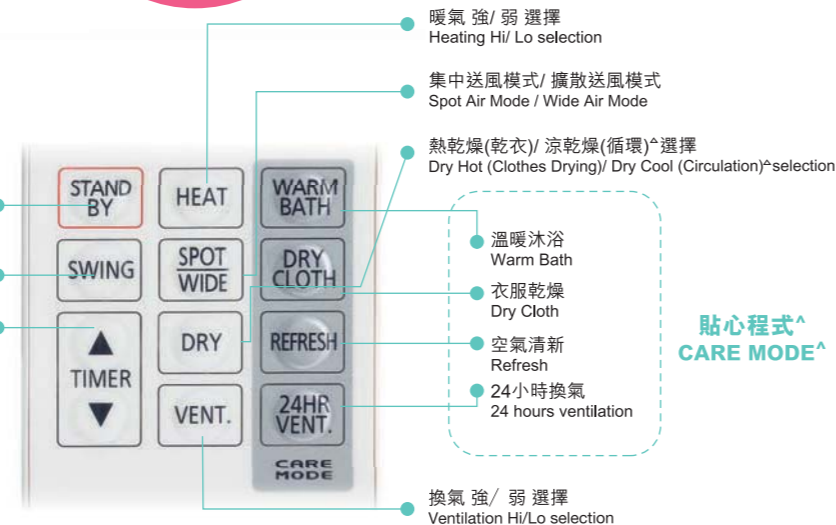 暖氣 強/ 弱 選擇
Heating Hi/ Lo selection
集中送風模式/ 擴散送風模式
Spot Air Mode / Wide Air Mode
熱乾燥(乾衣)/ 涼乾燥(循環)^選擇
Dry Hot (Clothes Drying)/ Dry Cool (Circulation)^selection
STAND
BY
HEAT
WARM
BATH
SWING
SPOT
WIDE
DRY
CLOTH
▲
TIMER
▼
DRY
REFRESH
VENT.
24HR
VENT.
CARE
MODE
溫暖沐浴
Warm Bath
衣服乾燥
Dry Cloth
空氣清新
Refresh
24小時換氣
24 hours ventilation
貼心程式^
CARE MODE^
換氣 強/ 弱 選擇
Ventilation Hi/Lo selection